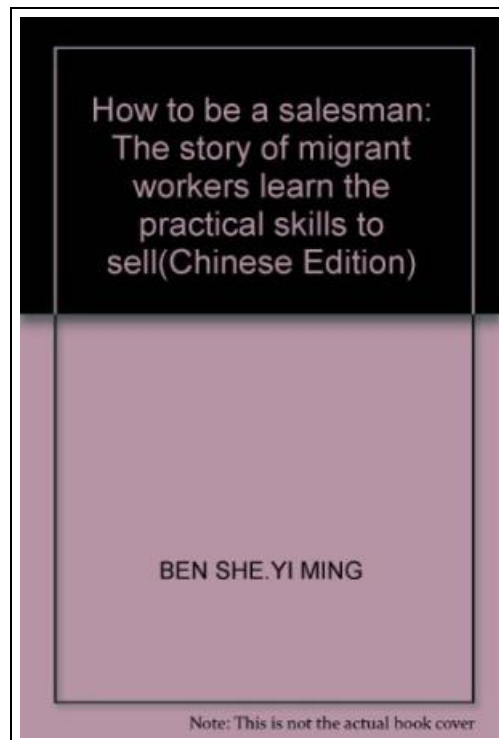 How to be a salesman:
The story of migrant
workers learn the
practical skills to
sell(Chinese Edition)
BEN SHE.YI MING
Note: This is not the actual book cover